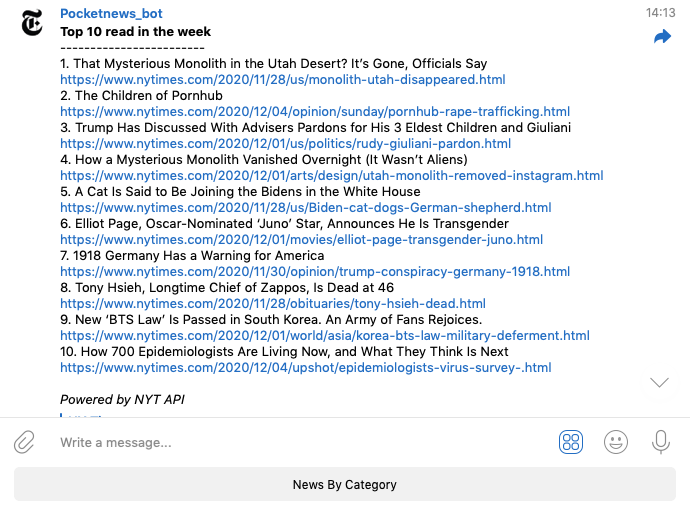 Pocketnews_bot
14:13
Top 10 read in the week
------------------------
1. That Mysterious Monolith in the Utah Desert? It’s Gone, Officials Say
https://www.nytimes.com/2020/11/28/us/monolith-utah-disappeared.html
2. The Children of Pornhub
https://www.nytimes.com/2020/12/04/opinion/sunday/pornhub-rape-trafficking.html
3. Trump Has Discussed With Advisers Pardons for His 3 Eldest Children and Giuliani
https://www.nytimes.com/2020/12/01/us/politics/rudy-giuliani-pardon.html
4. How a Mysterious Monolith Vanished Overnight (It Wasn’t Aliens)
https://www.nytimes.com/2020/12/01/arts/design/utah-monolith-removed-instagram.html
5. A Cat Is Said to Be Joining the Bidens in the White House
https://www.nytimes.com/2020/11/28/us/Biden-cat-dogs-German-shepherd.html
6. Elliot Page, Oscar-Nominated ‘Juno’ Star, Announces He Is Transgender
https://www.nytimes.com/2020/12/01/movies/elliot-page-transgender-juno.html
7. 1918 Germany Has a Warning for America
https://www.nytimes.com/2020/11/30/opinion/trump-conspiracy-germany-1918.html
8. Tony Hsieh, Longtime Chief of Zappos, Is Dead at 46
https://www.nytimes.com/2020/11/28/obituaries/tony-hsieh-dead.html
9. New ‘BTS Law’ Is Passed in South Korea. An Army of Fans Rejoices.
https://www.nytimes.com/2020/12/01/world/asia/korea-bts-law-military-deferment.html
10. How 700 Epidemiologists Are Living Now, and What They Think Is Next
https://www.nytimes.com/2020/12/04/upshot/epidemiologists-virus-survey-.html
Powered by NYT API
Write a message...
News By Category